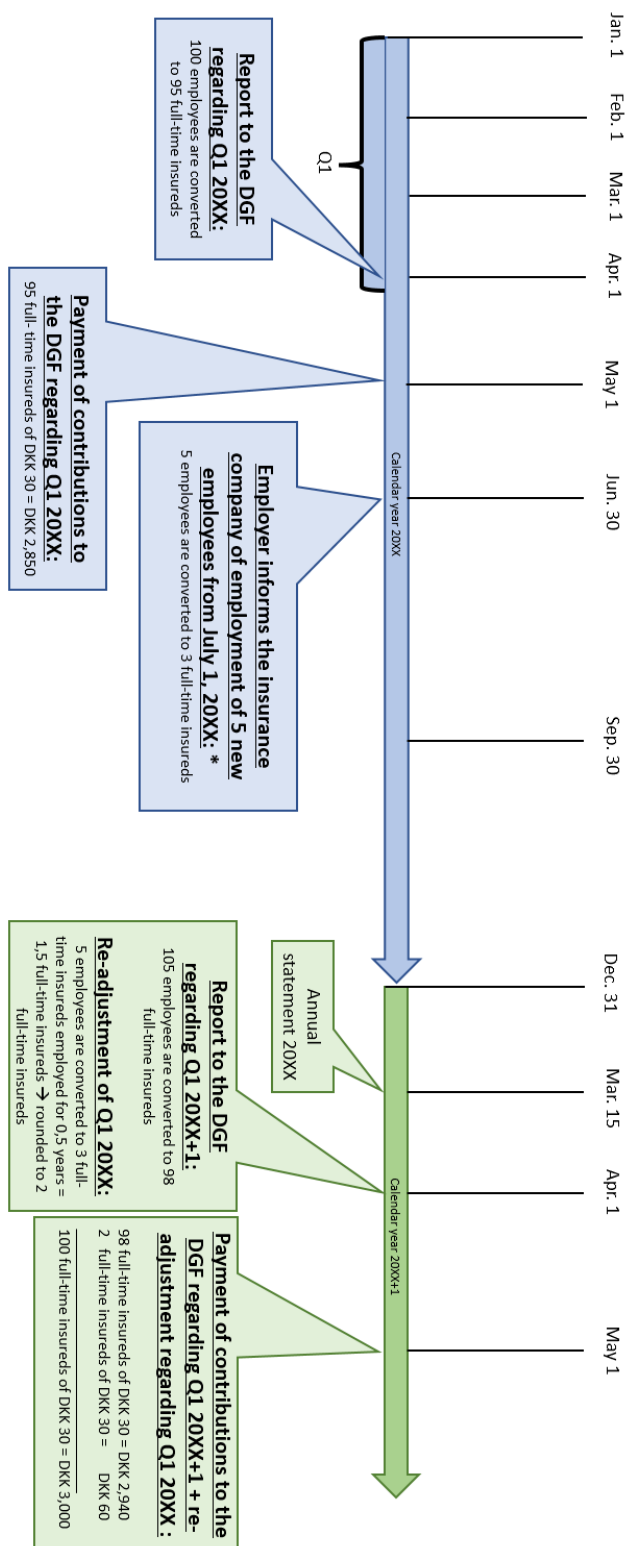 Jan. 1
Feb. 1
Mar. 1
Apr. 1
May 1
Jun. 30
Sep. 30
Dec. 31
Mar. 15
Apr. 1
May 1
Calendar year 20XX
Calendar year 20XX+1
Q1
Report to the DGF
regarding Q1 20XX:
100 employees are converted
to 95 full-time insureds
Payment of contributions to
the DGF regarding Q1 20XX:
95 full- time insureds of DKK 30 = DKK 2,850
Employer informs the insurance
company of employment of 5 new
employees from July 1, 20XX: *
5 employees are converted to 3 full-time insureds
Annual
statement 20XX
Report to the DGF
regarding Q1 20XX+1:
105 employees are converted to 98
full-time insureds
Re-adjustment of Q1 20XX:
5 employees are converted to 3 full-
time insureds employed for 0,5 years =
1,5 full-time insureds → rounded to 2
full-time insureds
Payment of contributions to the
DGF regarding Q1 20XX+1 + re-
adjustment regarding Q1 20XX :
98 full-time insureds of DKK 30 = DKK 2,940
2 full-time insureds of DKK 30 = DKK 60
100 full-time insureds of DKK 30 = DKK 3,000